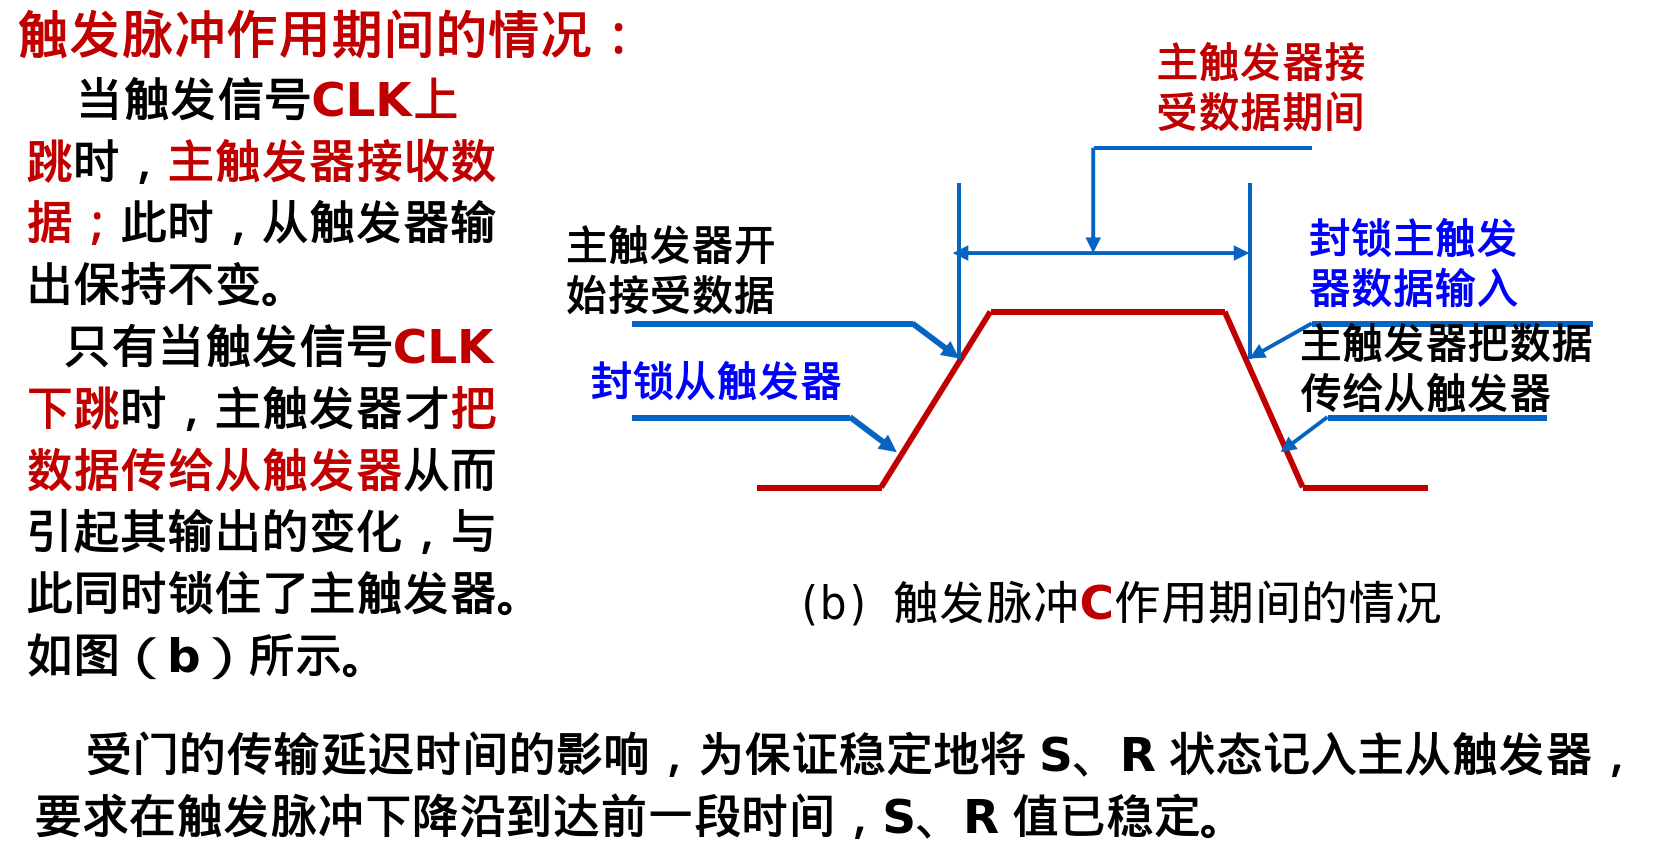 触发脉冲作用期间的情况：
当触发信号CLK上
跳时，主触发器接收数
据；此时，从触发器输
出保持不变。
只有当触发信号CLK
下跳时，主触发器才把
数据传给从触发器从而
引起其输出的变化，与
此同时锁住了主触发器。
如图（b）所示。
主触发器接
受数据期间
主触发器开
始接受数据
封锁从触发器
封锁主触发
器数据输入
主触发器把数据
传给从触发器
(b) 触发脉冲C作用期间的情况
受门的传输延迟时间的影响，为保证稳定地将 S、R 状态记入主从触发器，
要求在触发脉冲下降沿到达前一段时间，S、R 值已稳定。